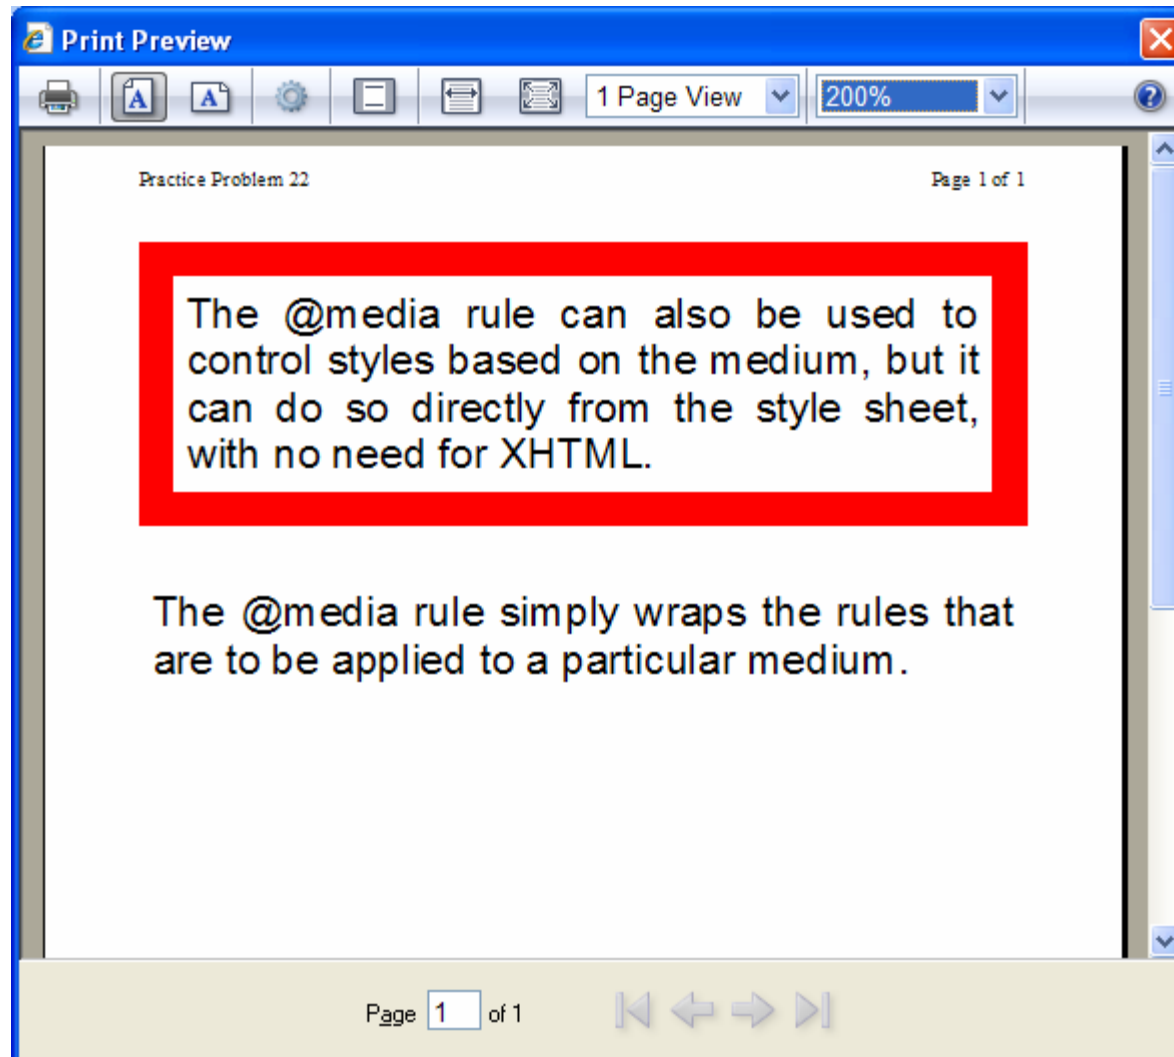 Print Preview
1 Page View 200%
Practice Problem 22 Page 1 of 1
The @media rule can also be used to
control styles based on the medium, but it
can do so directly from the style sheet,
with no need for XHTML.
The @media rule simply wraps the rules that
are to be applied to a particular medium.
Page 1 of 1